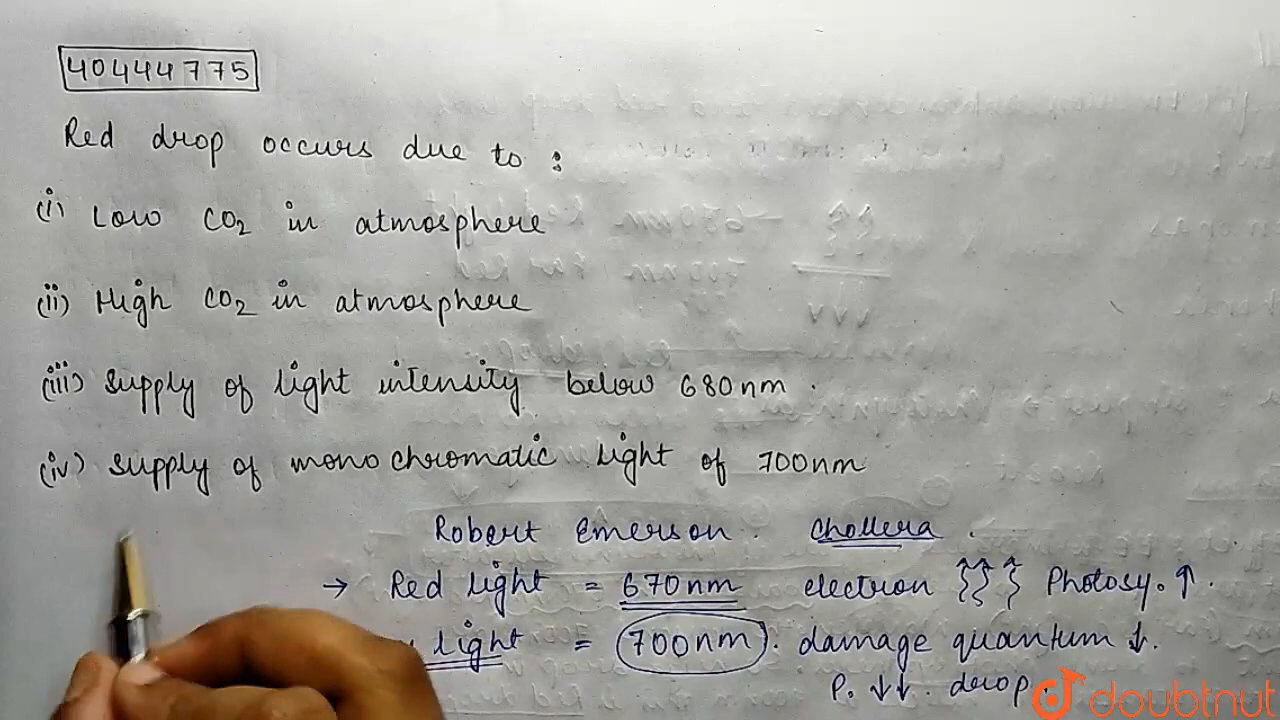 40444775
Red drop occurs due to :
(i) Low CO2 in atmosphere
(ii) High CO2 in atmosphere
(iii) Supply of light intensity below 680nm.
(iv) Supply of monochromatic light of 700nm
Robert Emerson. Chollera.
→ Red light = 670nm electron }}} Photosy. ↑.
light = 700nm. damage quantum ↓.
P. ↓↓. drop.
doubtnut